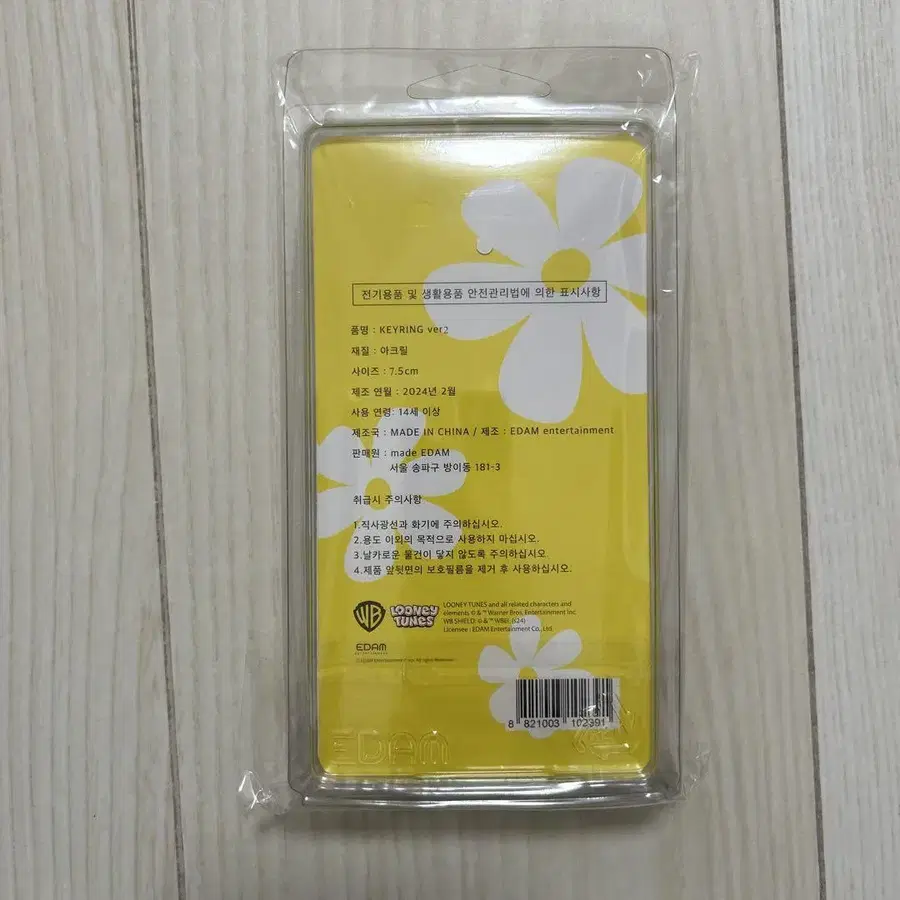 전기용품 및 생활용품 안전관리법에 의한 표시사항
품명 : KEYRING ver2
재질 : 아크릴
사이즈 : 7.5cm
제조 연월 : 2024년 2월
사용 연령: 14세 이상
제조국 : MADE IN CHINA / 제조 : EDAM entertainment
판매원 : made EDAM
서울 송파구 방이동 181-3
취급시 주의사항
1.직사광선과 화기에 주의하십시오.
2.용도 이외의 목적으로 사용하지 마십시오.
3.날카로운 물건이 닿지 않도록 주의하십시오.
4.제품 앞뒷면의 보호필름을 제거 후 사용하십시오.
WB
LOONEY TUNES
LOONEY TUNES and all related characters and
elements © & ™ Warner Bros. Entertainment Inc.
WB SHIELD: © & ™ WBEI. (s24)
Licensee : EDAM Entertainment Co., Ltd.
EDAM
ENTERTAINMENT
8 821003 102391
EDAM